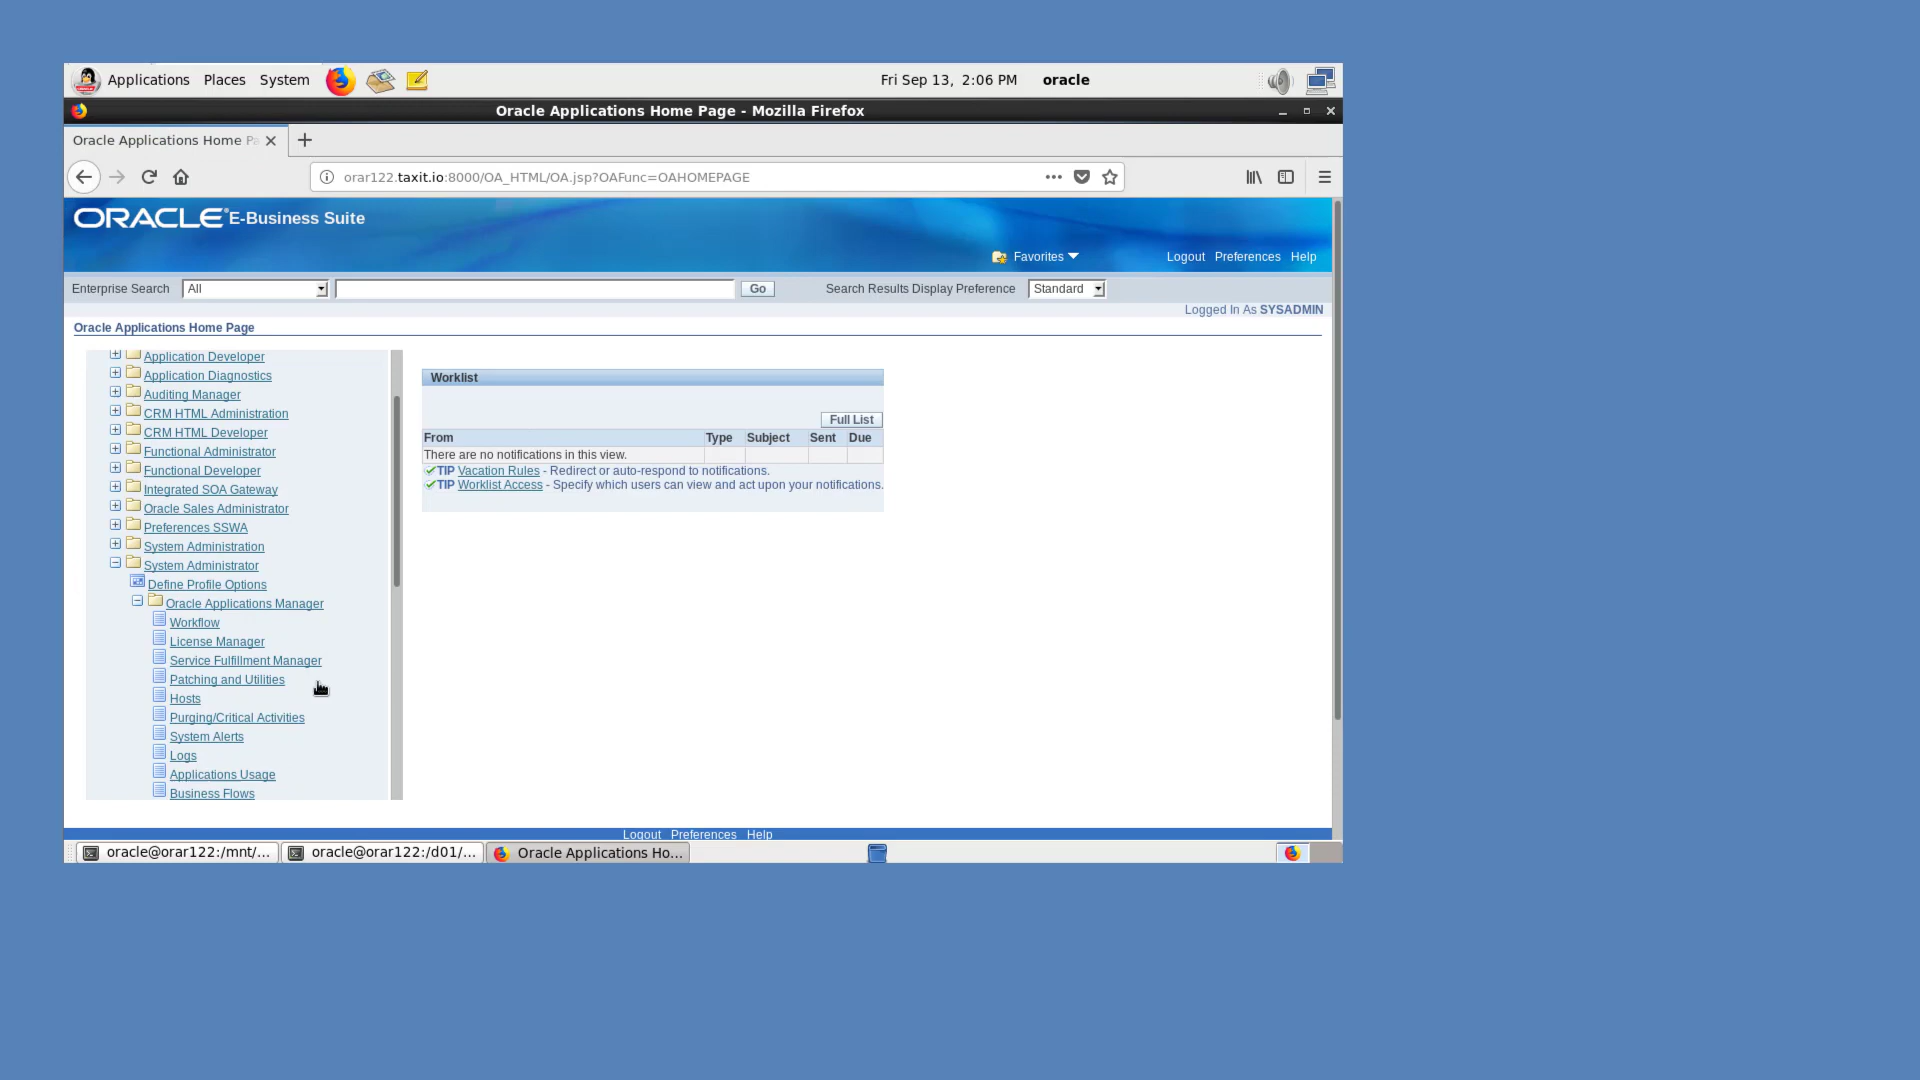 Applications Places System Fri Sep 13, 2:06 PM oracle
Oracle Applications Home Page - Mozilla Firefox
Oracle Applications Home Pa
orar122.taxit.io:8000/OA_HTML/OA.jsp?OAFunc=OAHOMEPAGE
ORACLE® E-Business Suite
Favorites Logout Preferences Help
Enterprise Search All Go Search Results Display Preference Standard
Logged In As SYSADMIN
Oracle Applications Home Page
Application Developer
Application Diagnostics
Auditing Manager
CRM HTML Administration
CRM HTML Developer
Functional Administrator
Functional Developer
Integrated SOA Gateway
Oracle Sales Administrator
Preferences SSWA
System Administration
System Administrator
Define Profile Options
Oracle Applications Manager
Workflow
License Manager
Service Fulfillment Manager
Patching and Utilities
Hosts
Purging/Critical Activities
System Alerts
Logs
Applications Usage
Business Flows
Worklist
Full List
From Type Subject Sent Due
There are no notifications in this view.
TIP Vacation Rules - Redirect or auto-respond to notifications.
TIP Worklist Access - Specify which users can view and act upon your notifications.
Logout Preferences Help
oracle@orar122:/mnt/... oracle@orar122:/d01/... Oracle Applications Ho...